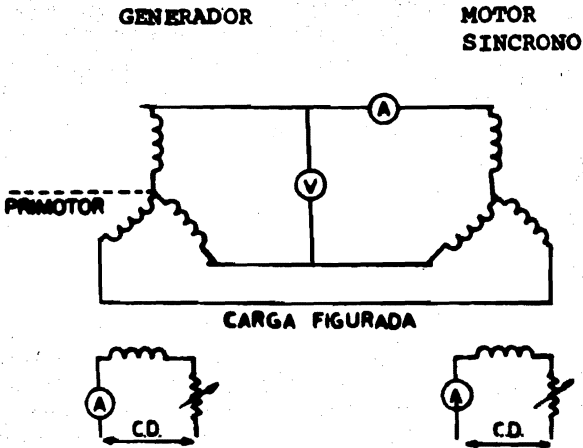 GENERADOR
MOTOR
SINCRONO
A
V
PRIMOTOR
CARGA FIGURADA
A
C.D.
A
C.D.